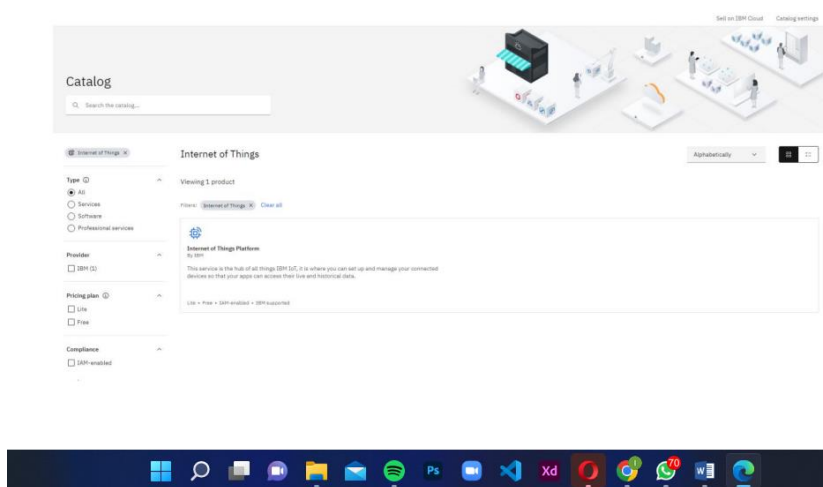 Sell on IBM Cloud Catalog settings
Catalog
Search the catalog...
Internet of Things ×
Internet of Things
Alphabetically
Type
Viewing 1 product
All
Services
Software
Professional services
Filters: Internet of Things × Clear all
Internet of Things Platform
By IBM
This service is the hub of all things IBM IoT, it is where you can set up and manage your connected
devices so that your apps can access their live and historical data.
Lite • Free • IAM-enabled • IBM supported
Provider
IBM (1)
Pricing plan
Lite
Free
Compliance
IAM-enabled
Ps
Xd
70
W